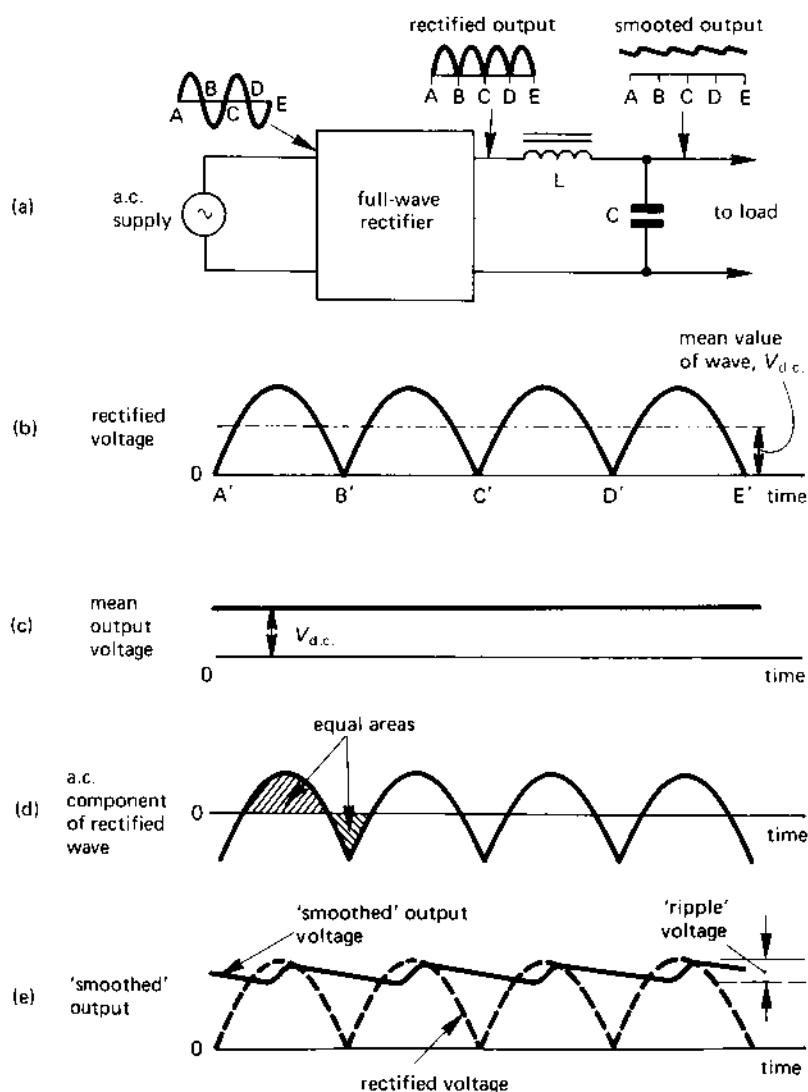 rectified output
smooted output
A B C D E
A B C D E
A B C D E
(a)
a.c.
supply
full-wave
rectifier
L
C
to load
mean value
of wave, Vd.c.
(b)
rectified
voltage
0
A' B' C' D' E' time
(c)
mean
output
voltage
Vd.c.
0
time
equal areas
(d)
a.c.
component
of rectified
wave
0
time
'smoothed' output
voltage
'ripple'
voltage
(e)
'smoothed'
output
0
time
rectified voltage